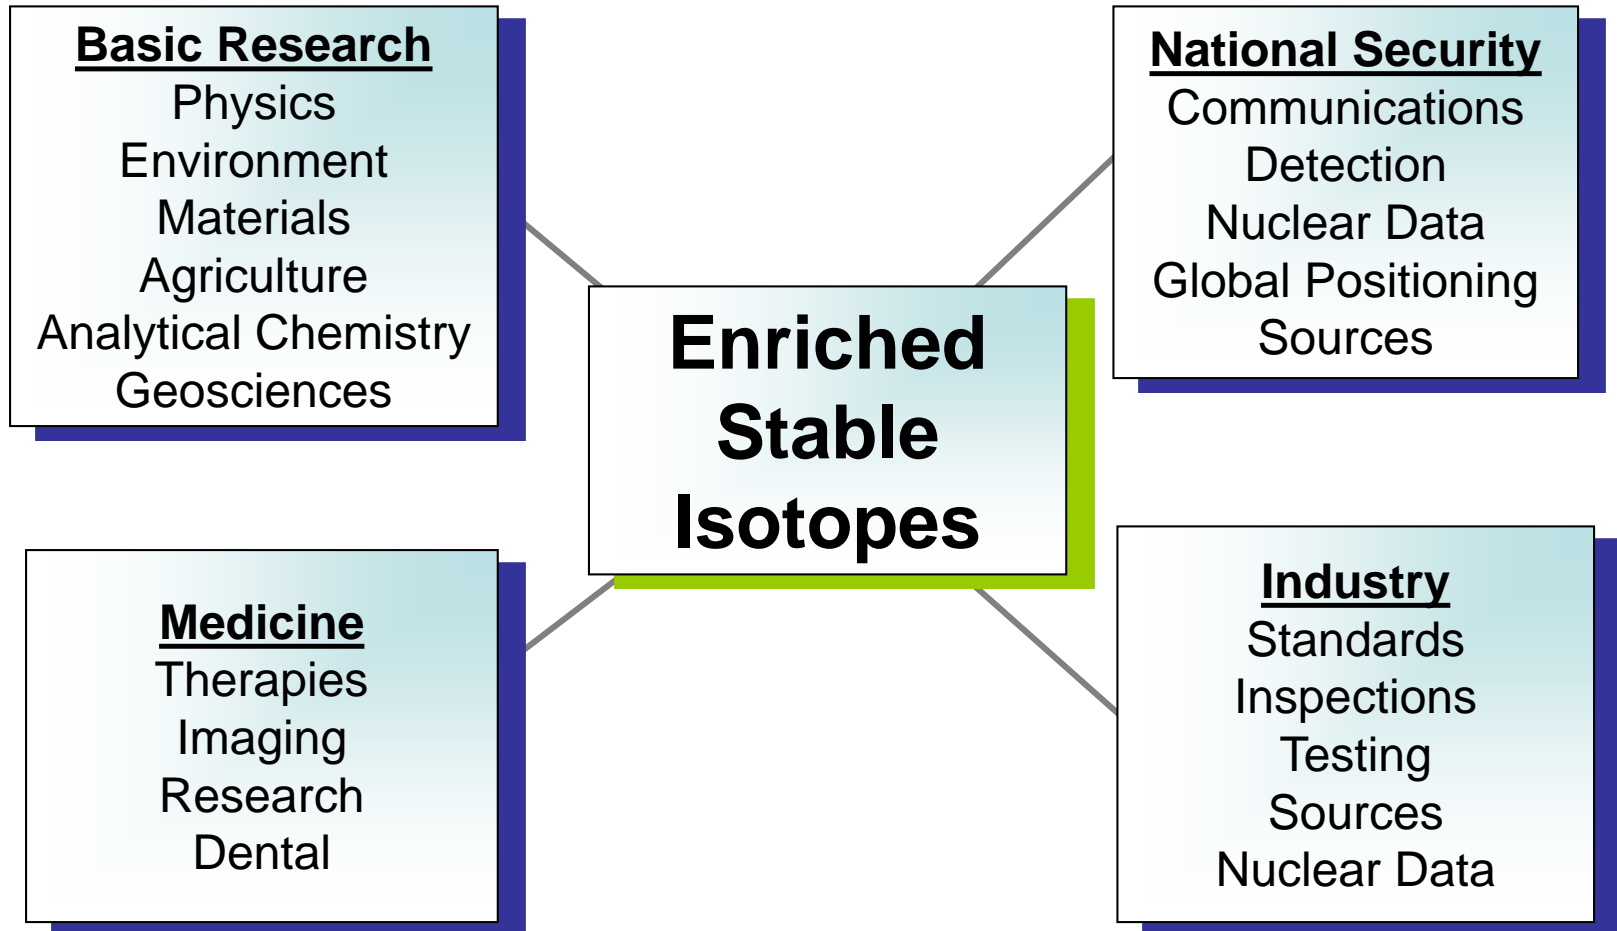 Basic Research
Physics
Environment
Materials
Agriculture
Analytical Chemistry
Geosciences
National Security
Communications
Detection
Nuclear Data
Global Positioning
Sources
Enriched
Stable
Isotopes
Medicine
Therapies
Imaging
Research
Dental
Industry
Standards
Inspections
Testing
Sources
Nuclear Data